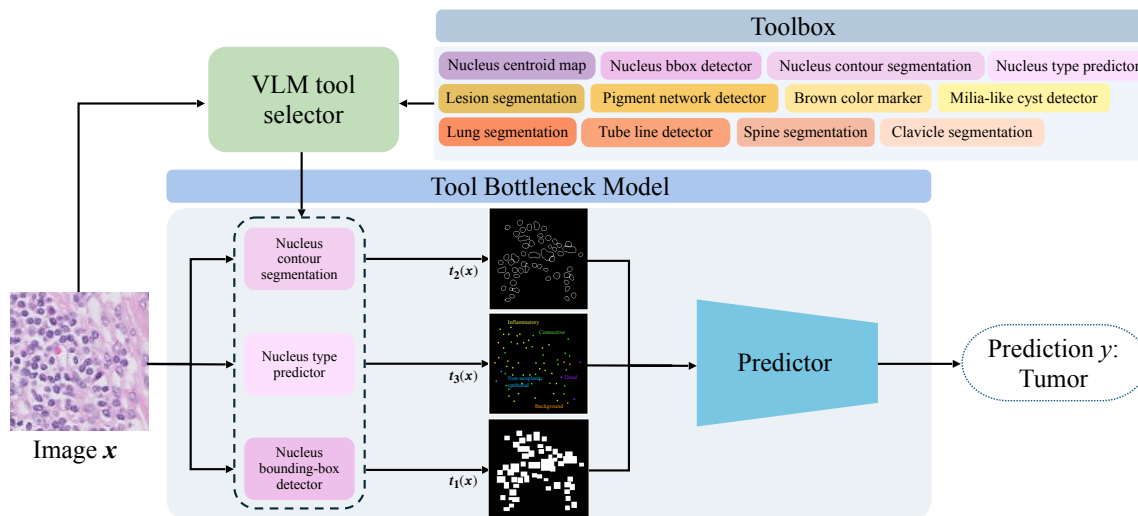 Toolbox
VLM tool
selector
Nucleus centroid map
Nucleus bbox detector
Nucleus contour segmentation
Nucleus type predictor
Lesion segmentation
Pigment network detector
Brown color marker
Milia-like cyst detector
Lung segmentation
Tube line detector
Spine segmentation
Clavicle segmentation
Tool Bottleneck Model
Nucleus
contour
segmentation
t₂(x)
Image x
Nucleus type
predictor
t₃(x)
Inflammatory
Connective
Non-neoplastic
epithelial
Dead
Background
Nucleus
bounding-box
detector
t₁(x)
Predictor
Prediction y:
Tumor